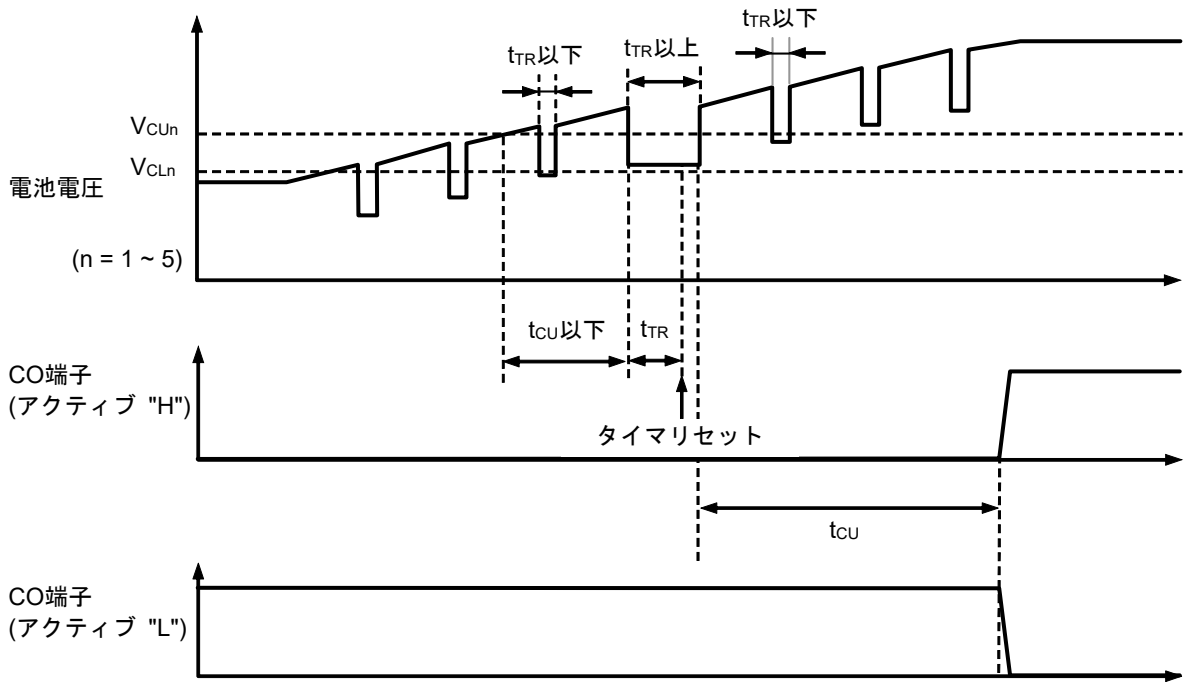 tTR以下
tTR以上
tTR以下
VCUn
VCLn
電池電圧
(n = 1 ~ 5)
tCU以下
tTR
CO端子
(アクティブ "H")
タイマリセット
tCU
CO端子
(アクティブ "L")